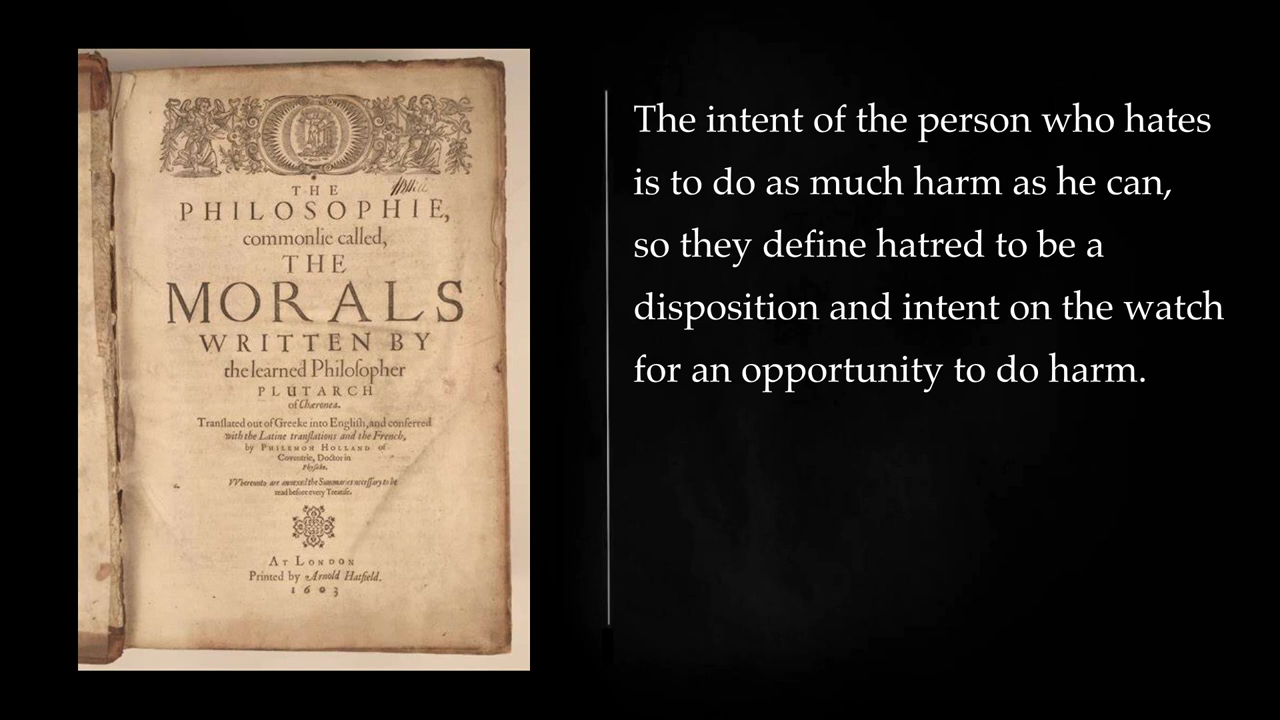 THE
PHILOSOPHIE,
commonlie called,
THE
MORALS
WRITTEN BY
the learned Philoſopher
PLUTARCH
of Chæronea.
Tranſlated out of Greeke into Engliſh, and conferred
with the Latine tranſlations and the French,
by PHILEMON HOLLAND of
Coventrie, Doctor in
Phyſicke.
VVhereunto are annexed the Summaries neceſſary to be
read before every Treatiſe.
AT LONDON
Printed by Arnold Hatfield.
1603
The intent of the person who hates
is to do as much harm as he can,
so they define hatred to be a
disposition and intent on the watch
for an opportunity to do harm.